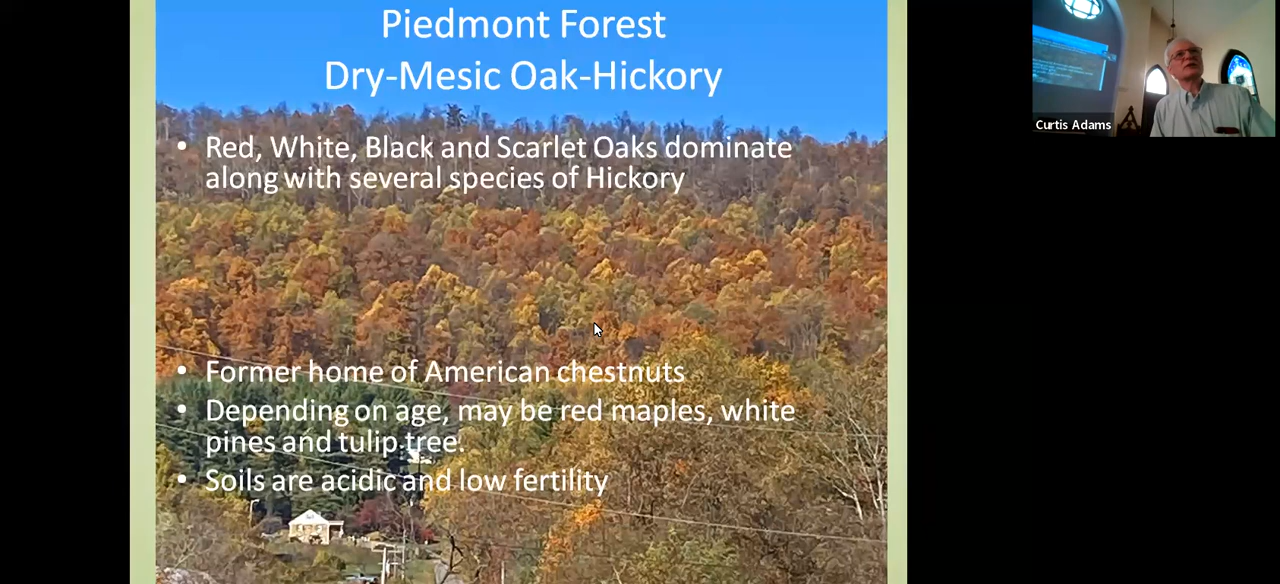 Piedmont Forest
Dry-Mesic Oak-Hickory
• Red, White, Black and Scarlet Oaks dominate
along with several species of Hickory
• Former home of American chestnuts
• Depending on age, may be red maples, white
pines and tulip tree.
• Soils are acidic and low fertility
Curtis Adams